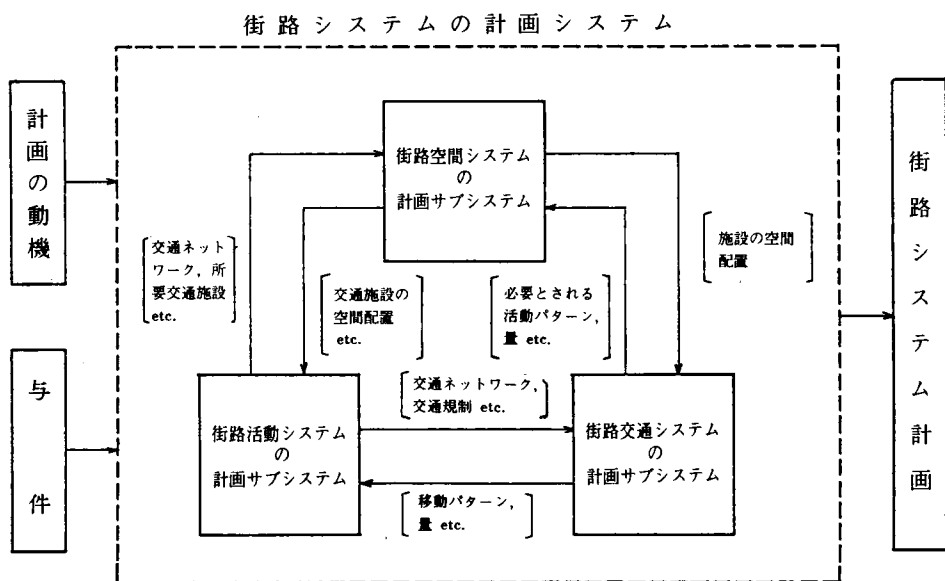 街路システムの計画システム
計画の動機
与件
街路空間システム
の
計画サブシステム
交通ネット
ワーク，所
要交通施設
etc.
交通施設の
空間配置
etc.
必要とされる
活動パターン，
量 etc.
施設の空間
配置
交通ネットワーク，
交通規制 etc.
街路活動システム
の
計画サブシステム
街路交通システム
の
計画サブシステム
移動パターン，
量 etc.
街路システム計画